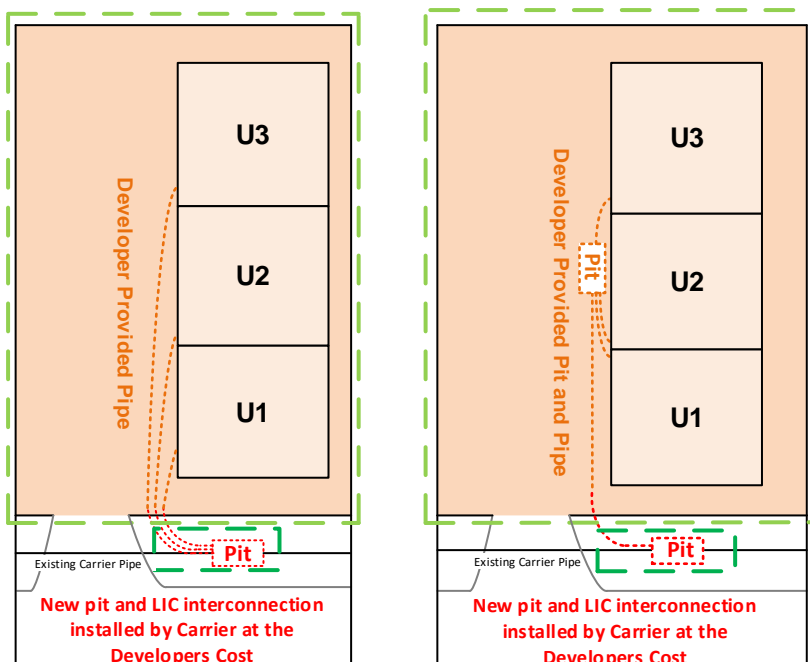 U3
U2
U1
Developer Provided Pipe
Pit
Existing Carrier Pipe
New pit and LIC interconnection
installed by Carrier at the
Developers Cost
U3
U2
U1
Pit
Developer Provided Pit and Pipe
Pit
Existing Carrier Pipe
New pit and LIC interconnection
installed by Carrier at the
Developers Cost